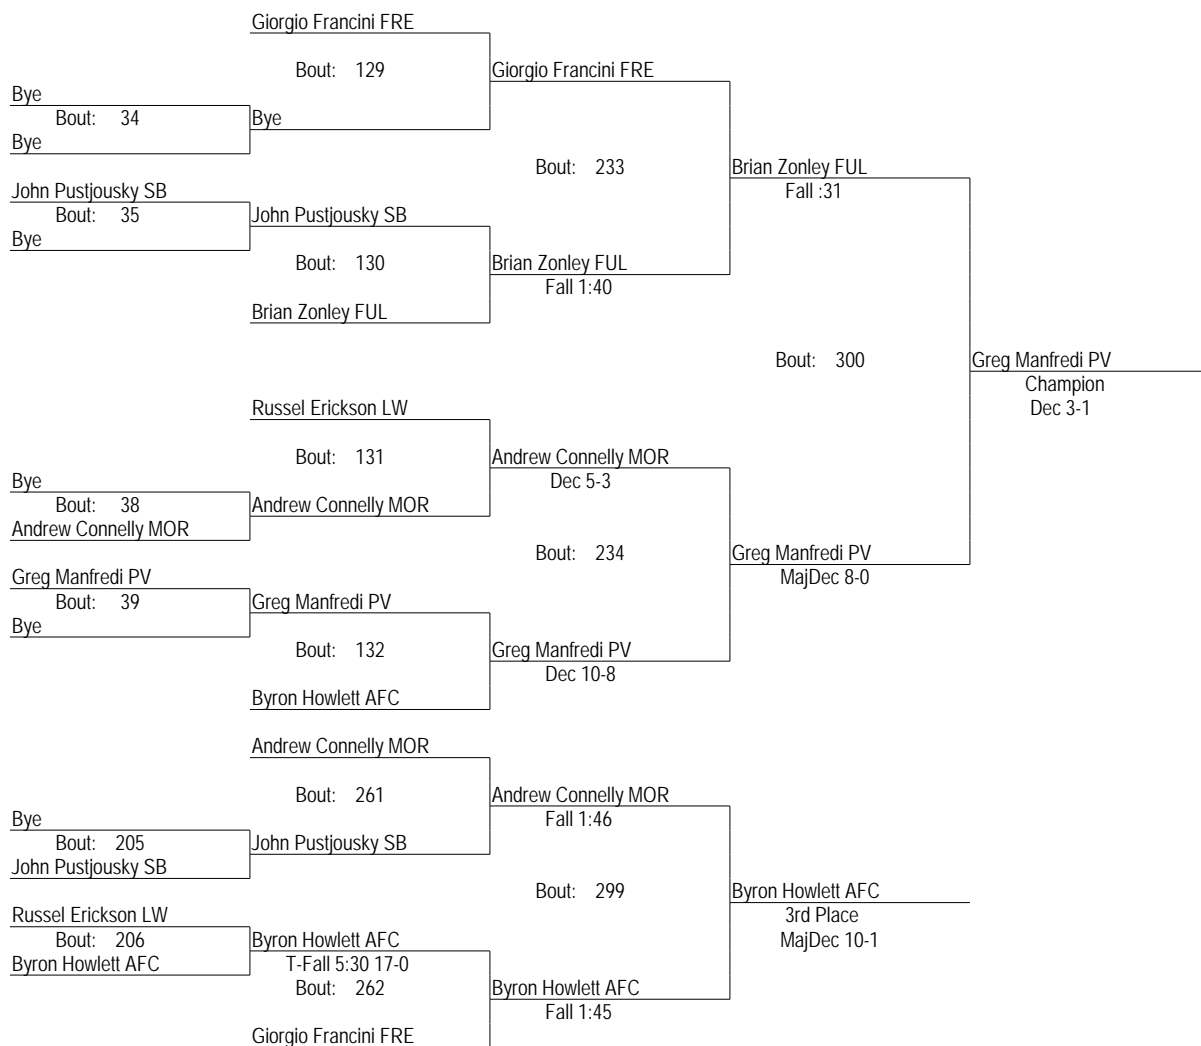 Giorgio Francini FRE
Bout: 129
Giorgio Francini FRE
Bye
Bout: 34
Bye
Bye
Bout: 233
Brian Zonley FUL
Fall :31
John Pustjousky SB
Bout: 35
John Pustjousky SB
Bye
Bout: 130
Brian Zonley FUL
Fall 1:40
Brian Zonley FUL
Bout: 300
Greg Manfredi PV
Champion
Dec 3-1
Russel Erickson LW
Bout: 131
Andrew Connelly MOR
Dec 5-3
Bye
Bout: 38
Andrew Connelly MOR
Andrew Connelly MOR
Bout: 234
Greg Manfredi PV
MajDec 8-0
Greg Manfredi PV
Bout: 39
Greg Manfredi PV
Bye
Bout: 132
Greg Manfredi PV
Dec 10-8
Byron Howlett AFC
Andrew Connelly MOR
Bout: 261
Andrew Connelly MOR
Fall 1:46
Bye
Bout: 205
John Pustjousky SB
John Pustjousky SB
Bout: 299
Byron Howlett AFC
3rd Place
MajDec 10-1
Russel Erickson LW
Bout: 206
Byron Howlett AFC
Byron Howlett AFC
T-Fall 5:30 17-0
Bout: 262
Byron Howlett AFC
Fall 1:45
Giorgio Francini FRE